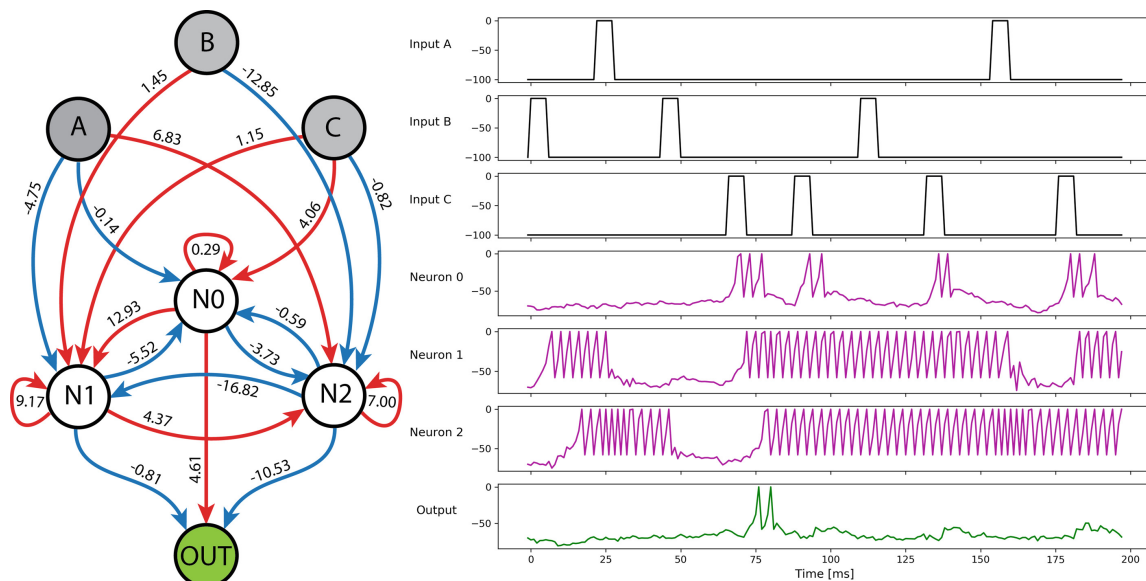 B
A
C
1.45
-12.85
6.83
1.15
-4.75
-0.14
4.06
-0.82
0.29
N0
12.93
-0.59
-5.52
-3.73
-16.82
N1
N2
9.17
7.00
4.37
-0.81
4.61
-10.53
OUT
Input A
0
−50
−100
Input B
0
−50
−100
Input C
0
−50
−100
Neuron 0
0
−50
Neuron 1
0
−50
Neuron 2
0
−50
Output
0
−50
0 25 50 75 100 125 150 175 200
Time [ms]